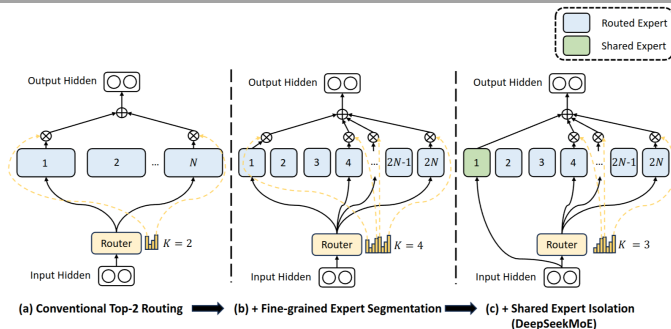 Routed Expert
Shared Expert
Output Hidden
1
2
...
N
Router
K = 2
Input Hidden
(a) Conventional Top-2 Routing
Output Hidden
1
2
3
4
...
2N-1
2N
Router
K = 4
Input Hidden
(b) + Fine-grained Expert Segmentation
Output Hidden
1
2
3
4
...
2N-1
2N
Router
K = 3
Input Hidden
(c) + Shared Expert Isolation
(DeepSeekMoE)